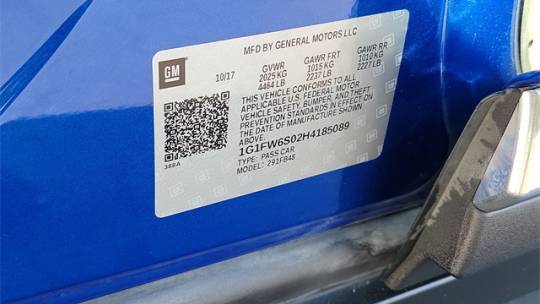 MFD BY GENERAL MOTORS LLC
GM
10/17 GVWR GAWR FRT GAWR RR
2025 KG 1015 KG 1010 KG
4464 LB 2237 LB 2227 LB
THIS VEHICLE CONFORMS TO ALL
APPLICABLE U.S. FEDERAL MOTOR
VEHICLE SAFETY, BUMPER, AND THEFT
PREVENTION STANDARDS IN EFFECT ON
THE DATE OF MANUFACTURE SHOWN
ABOVE.
1G1FW6S02H4185089
TYPE: PASS CAR
MODEL: 291FB48
388A